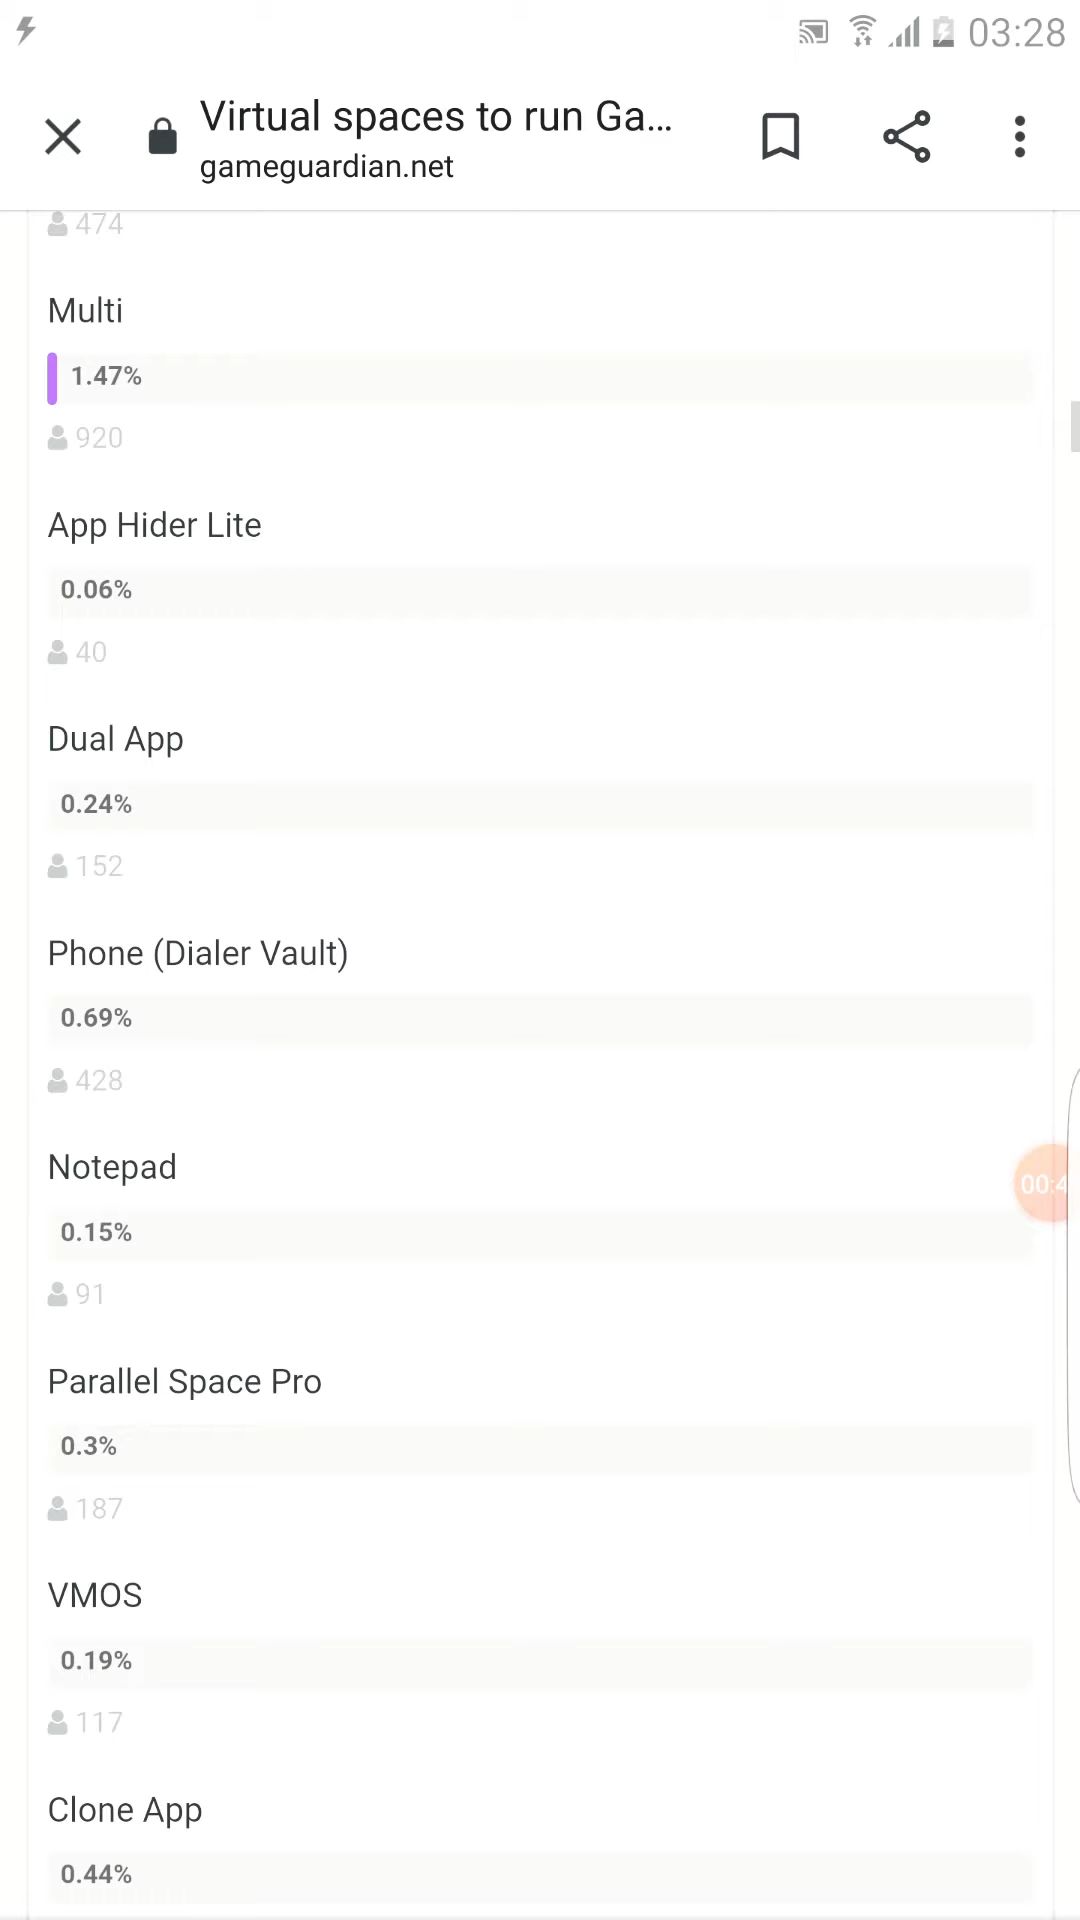 03:28
Virtual spaces to run Ga...
gameguardian.net
474
Multi
1.47%
920
App Hider Lite
0.06%
40
Dual App
0.24%
152
Phone (Dialer Vault)
0.69%
428
Notepad
00:4
0.15%
91
Parallel Space Pro
0.3%
187
VMOS
0.19%
117
Clone App
0.44%